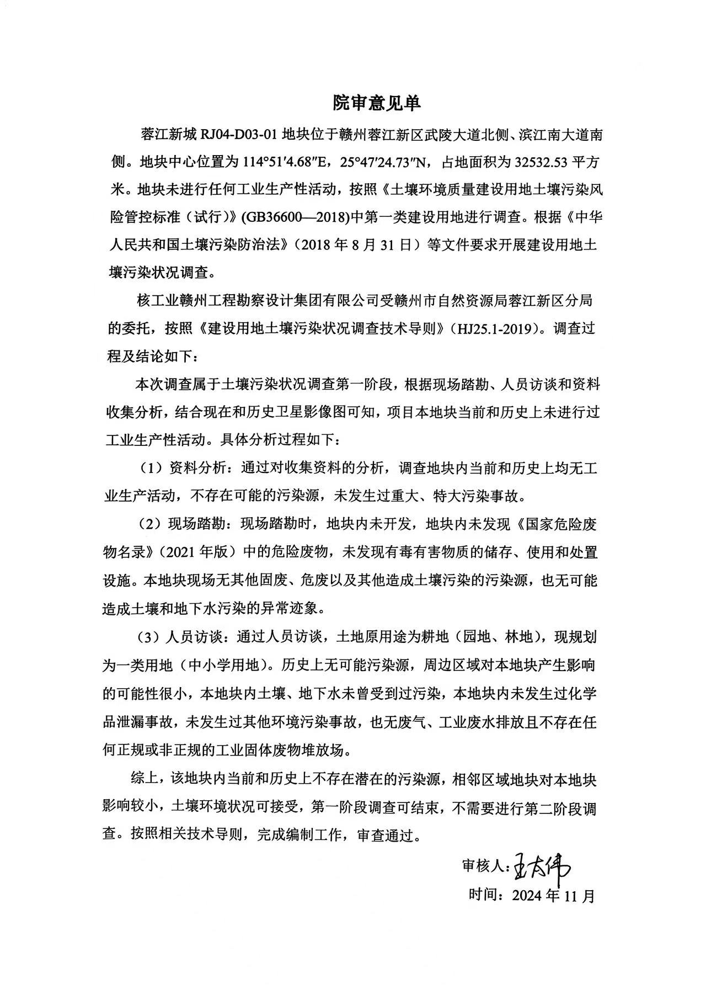 院审意见单
蓉江新城 RJ04-D03-01 地块位于赣州蓉江新区武陵大道北侧、滨江南大道南
侧。地块中心位置为 114°51′4.68″E，25°47′24.73″N，占地面积为 32532.53 平方
米。地块未进行任何工业生产性活动，按照《土壤环境质量建设用地土壤污染风
险管控标准（试行）》(GB36600—2018)中第一类建设用地进行调查。根据《中华
人民共和国土壤污染防治法》（2018 年 8 月 31 日）等文件要求开展建设用地土
壤污染状况调查。
核工业赣州工程勘察设计集团有限公司受赣州市自然资源局蓉江新区分局
的委托，按照《建设用地土壤污染状况调查技术导则》（HJ25.1-2019）。调查过
程及结论如下：
本次调查属于土壤污染状况调查第一阶段，根据现场踏勘、人员访谈和资料
收集分析，结合现在和历史卫星影像图可知，项目本地块当前和历史上未进行过
工业生产性活动。具体分析过程如下：
（1）资料分析：通过对收集资料的分析，调查地块内当前和历史上均无工
业生产活动，不存在可能的污染源，未发生过重大、特大污染事故。
（2）现场踏勘：现场踏勘时，地块内未开发，地块内未发现《国家危险废
物名录》（2021 年版）中的危险废物，未发现有毒有害物质的储存、使用和处置
设施。本地块现场无其他固废、危废以及其他造成土壤污染的污染源，也无可能
造成土壤和地下水污染的异常迹象。
（3）人员访谈：通过人员访谈，土地原用途为耕地（园地、林地），现规划
为一类用地（中小学用地）。历史上无可能污染源，周边区域对本地块产生影响
的可能性很小，本地块内土壤、地下水未曾受到过污染，本地块内未发生过化学
品泄漏事故，未发生过其他环境污染事故，也无废气、工业废水排放且不存在任
何正规或非正规的工业固体废物堆放场。
综上，该地块内当前和历史上不存在潜在的污染源，相邻区域地块对本地块
影响较小，土壤环境状况可接受，第一阶段调查可结束，不需要进行第二阶段调
查。按照相关技术导则，完成编制工作，审查通过。
审核人：王太伟
时间：2024 年 11 月